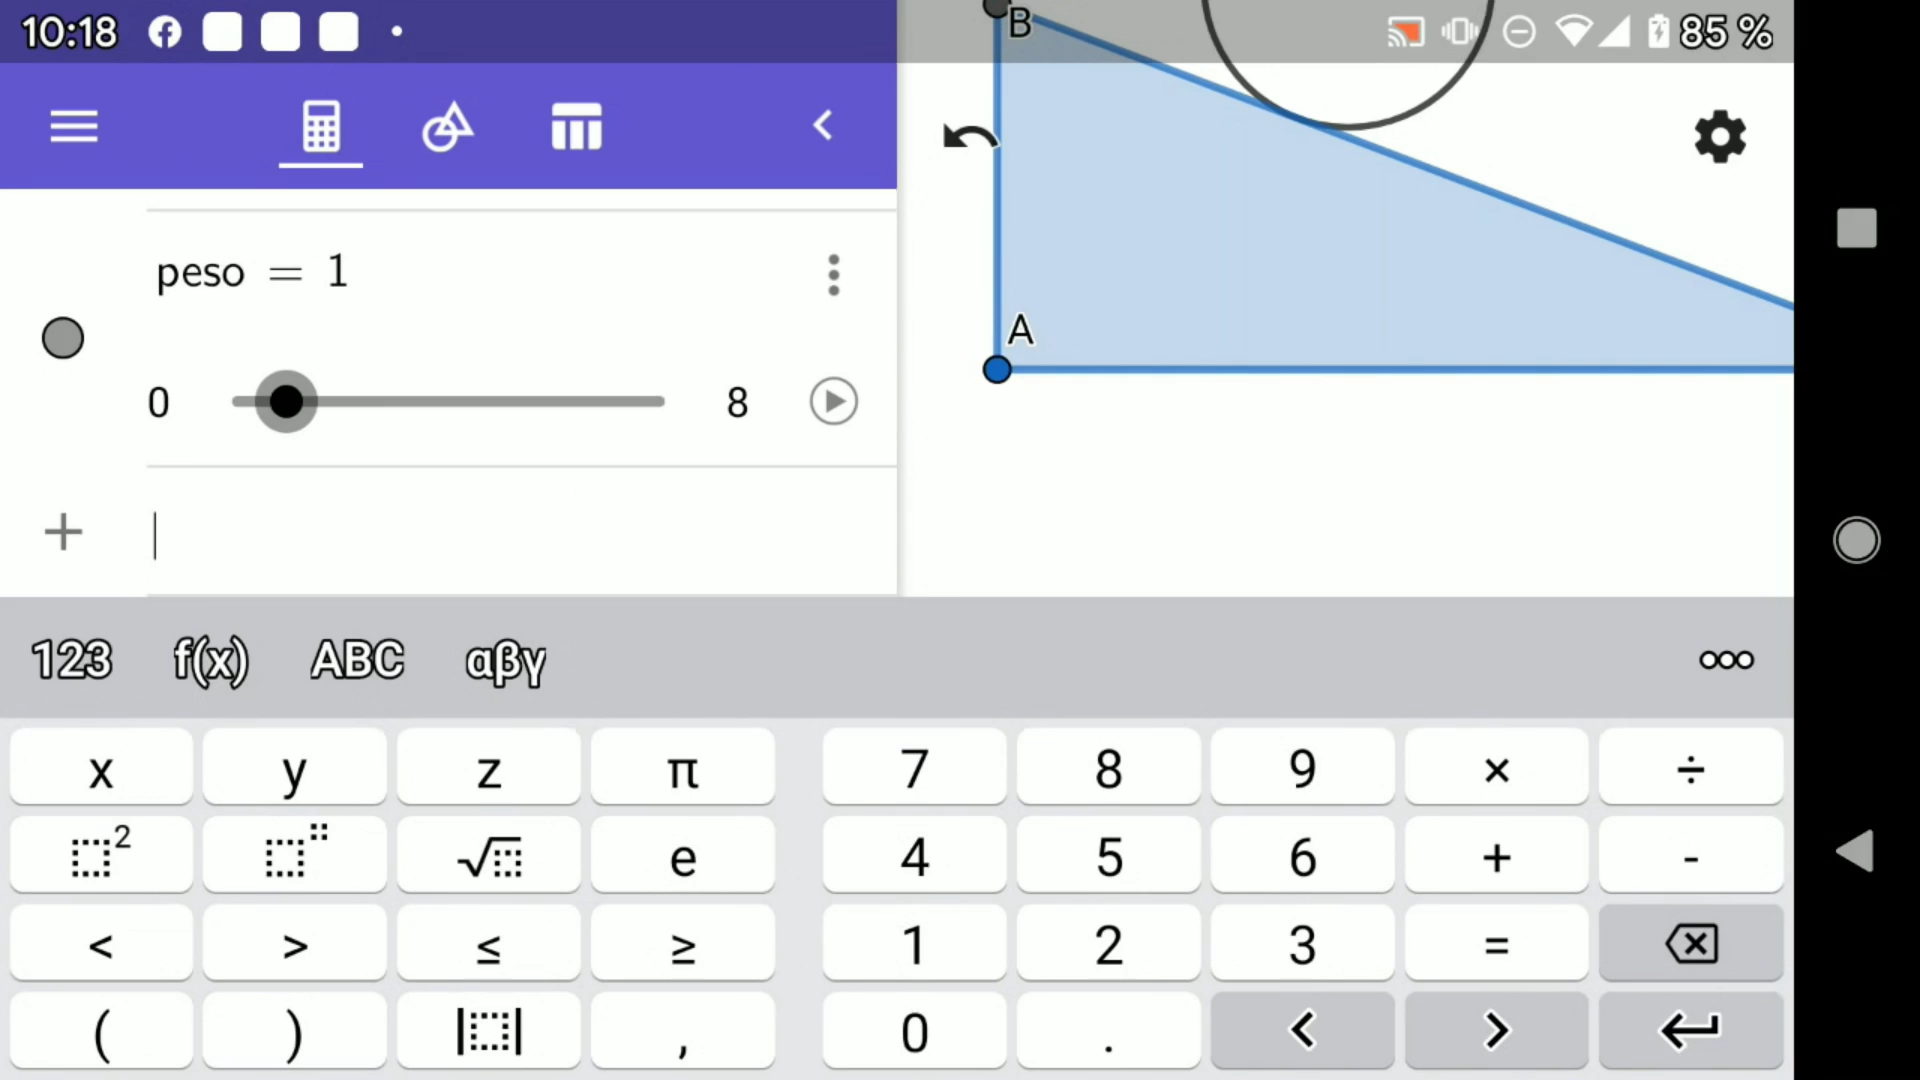 10:18
85 %
B
A
peso = 1
0
8
123 f(x) ABC αβγ
x y z π 7 8 9 × ÷
2 √ e 4 5 6 + -
< > ≤ ≥ 1 2 3 =
( ) | | , 0 . < >